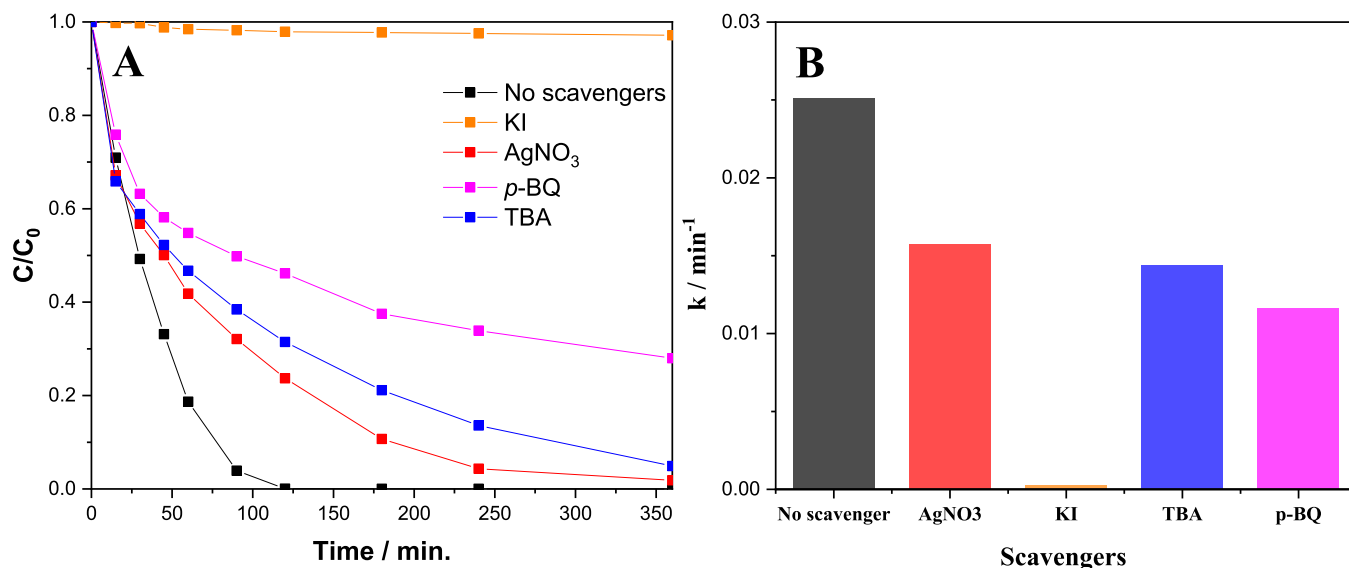 A
1.0
0.8
0.6
0.4
0.2
0.0
C/C₀
No scavengers
KI
AgNO₃
p-BQ
TBA
0 50 100 150 200 250 300 350
Time / min.
B
0.03
0.02
0.01
0.00
k / min⁻¹
No scavenger AgNO3 KI TBA p-BQ
Scavengers